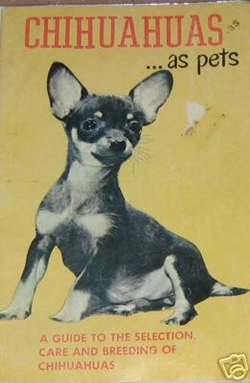 CHIHUAHUAS
...as pets
A GUIDE TO THE SELECTION,
CARE AND BREEDING OF
CHIHUAHUAS